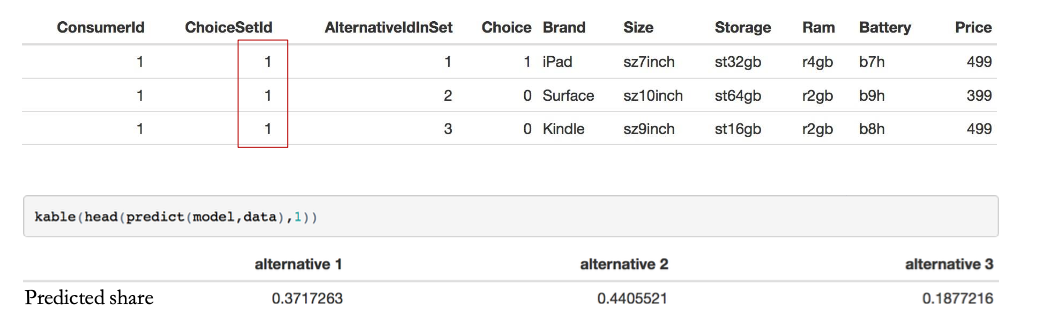 ConsumerId ChoiceSetId AlternativeIdInSet Choice Brand Size Storage Ram Battery Price
1 1 1 1 iPad sz7inch st32gb r4gb b7h 499
1 1 2 0 Surface sz10inch st64gb r2gb b9h 399
1 1 3 0 Kindle sz9inch st16gb r2gb b8h 499
kable(head(predict(model,data),1))
alternative 1 alternative 2 alternative 3
Predicted share 0.3717263 0.4405521 0.1877216